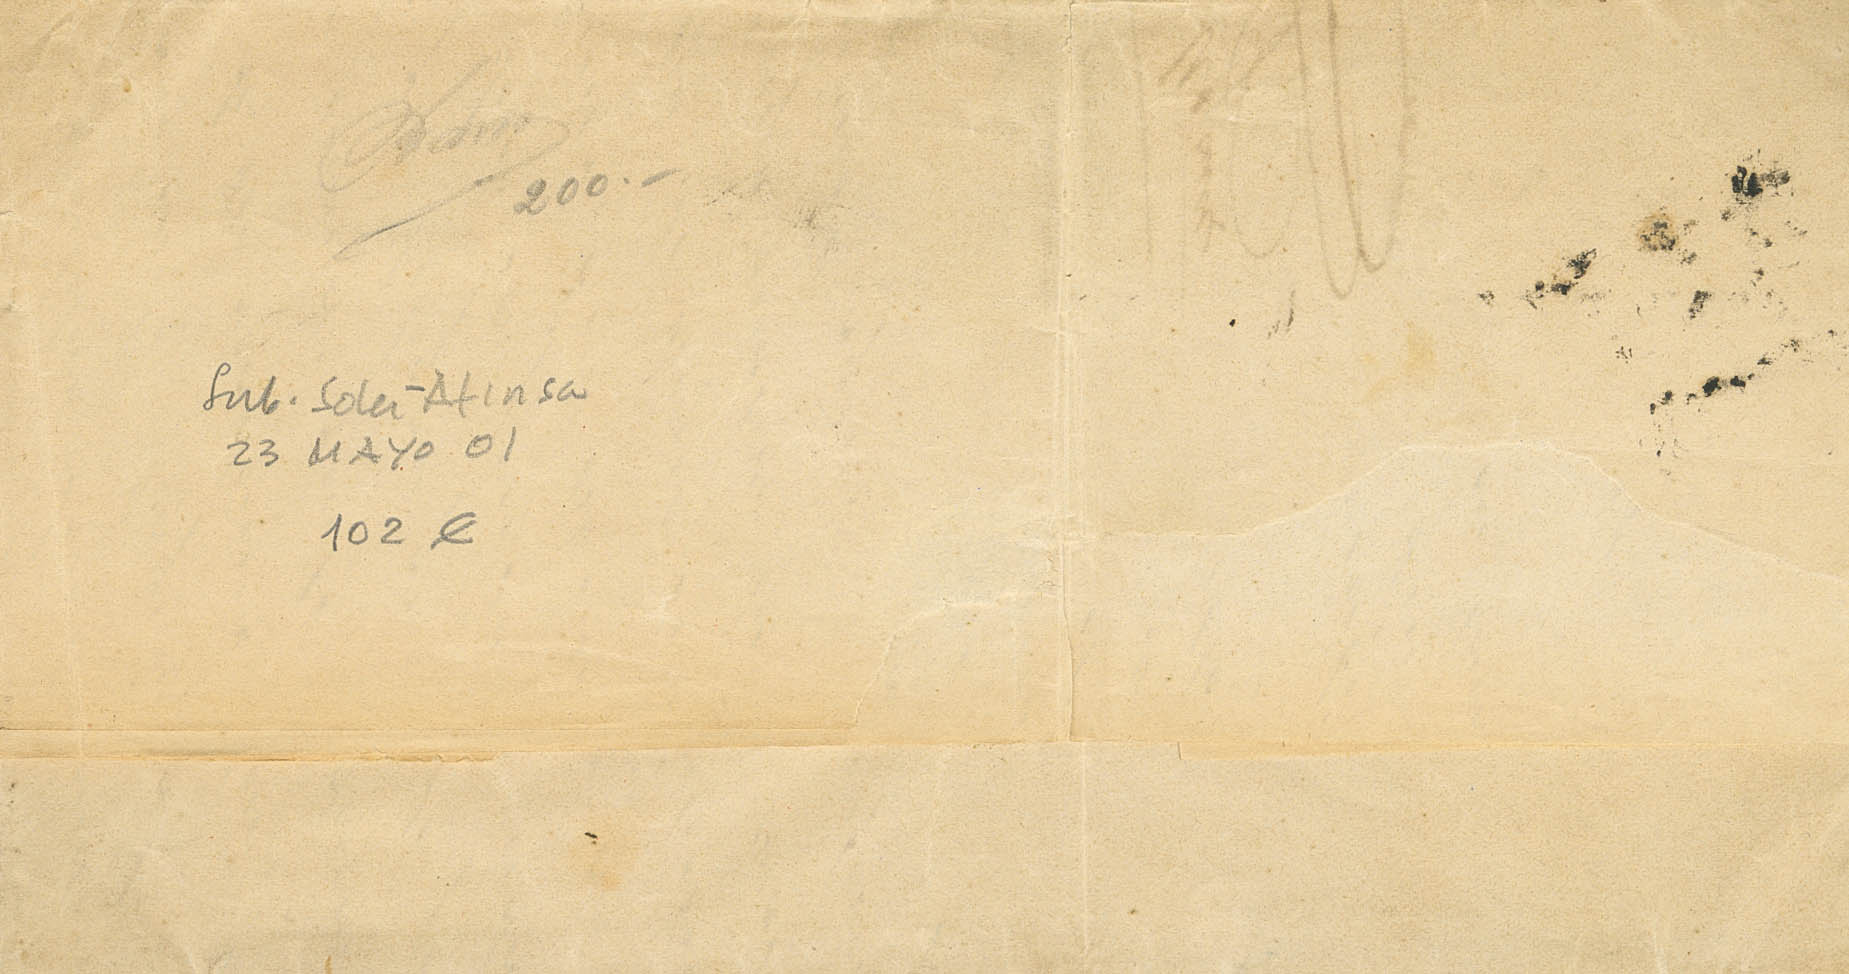 200.-
Sub. Soler-Afinsa
23 MAYO 01
102 €